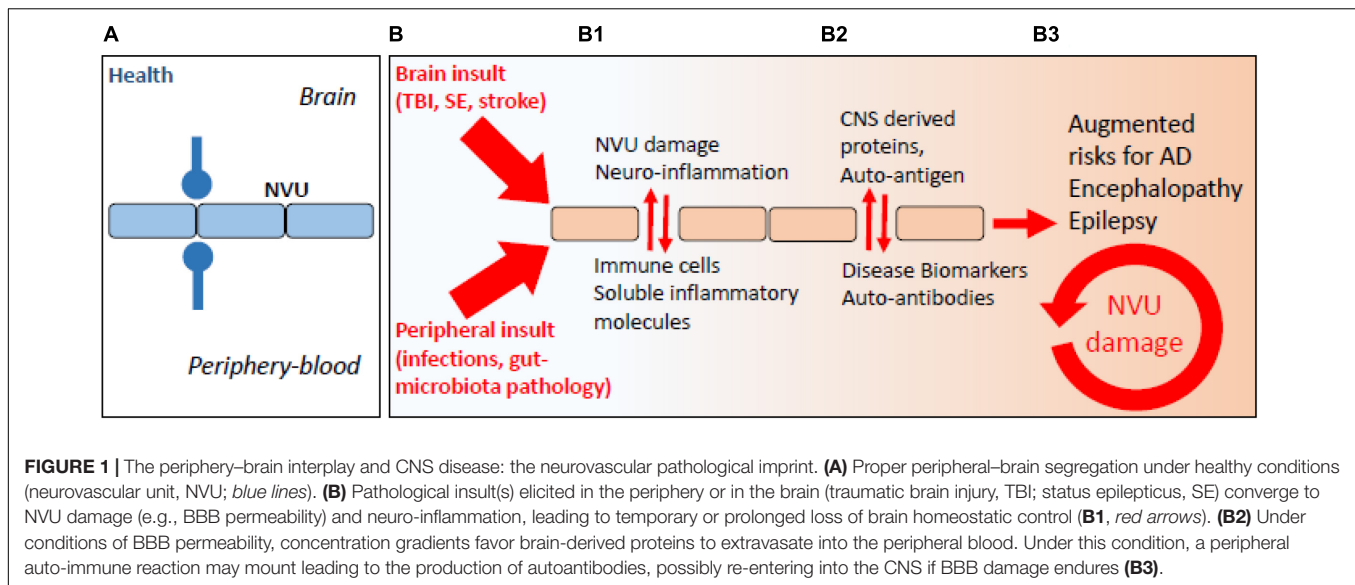 A
B
B1
B2
B3
Health
Brain
NVU
Periphery-blood
Brain insult
(TBI, SE, stroke)
Peripheral insult
(infections, gut-
microbiota pathology)
NVU damage
Neuro-inflammation
Immune cells
Soluble inflammatory
molecules
CNS derived
proteins,
Auto-antigen
Disease Biomarkers
Auto-antibodies
Augmented
risks for AD
Encephalopathy
Epilepsy
NVU
damage
FIGURE 1 | The periphery–brain interplay and CNS disease: the neurovascular pathological imprint. (A) Proper peripheral–brain segregation under healthy conditions
(neurovascular unit, NVU; blue lines). (B) Pathological insult(s) elicited in the periphery or in the brain (traumatic brain injury, TBI; status epilepticus, SE) converge to
NVU damage (e.g., BBB permeability) and neuro-inflammation, leading to temporary or prolonged loss of brain homeostatic control (B1, red arrows). (B2) Under
conditions of BBB permeability, concentration gradients favor brain-derived proteins to extravasate into the peripheral blood. Under this condition, a peripheral
auto-immune reaction may mount leading to the production of autoantibodies, possibly re-entering into the CNS if BBB damage endures (B3).